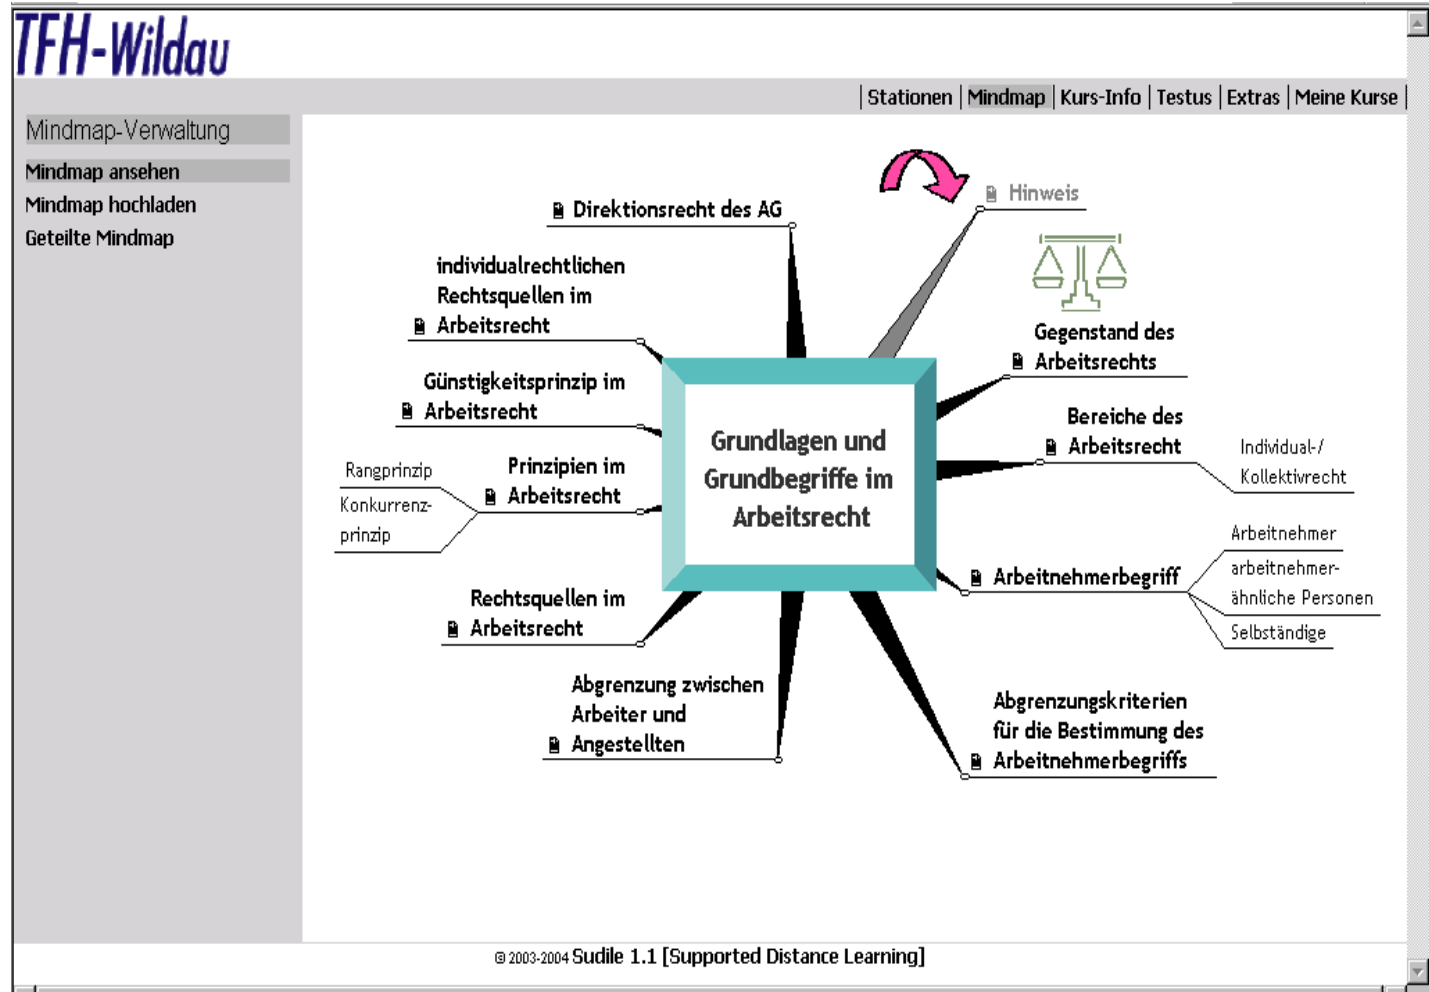 TFH-Wildau
|Stationen |Mindmap |Kurs-Info |Testus |Extras |Meine Kurse |
Mindmap-Verwaltung
Mindmap ansehen
Mindmap hochladen
Geteilte Mindmap
Hinweis
Direktionsrecht des AG
individualrechtlichen
Rechtsquellen im
Arbeitsrecht
Günstigkeitsprinzip im
Arbeitsrecht
Prinzipien im
Arbeitsrecht
Rangprinzip
Konkurrenz-
prinzip
Rechtsquellen im
Arbeitsrecht
Abgrenzung zwischen
Arbeiter und
Angestellten
Grundlagen und
Grundbegriffe im
Arbeitsrecht
Gegenstand des
Arbeitsrechts
Bereiche des
Arbeitsrecht
Individual-/
Kollektivrecht
Arbeitnehmerbegriff
Arbeitnehmer
arbeitnehmer-
ähnliche Personen
Selbständige
Abgrenzungskriterien
für die Bestimmung des
Arbeitnehmerbegriffs
© 2003-2004 Sudile 1.1 [Supported Distance Learning]